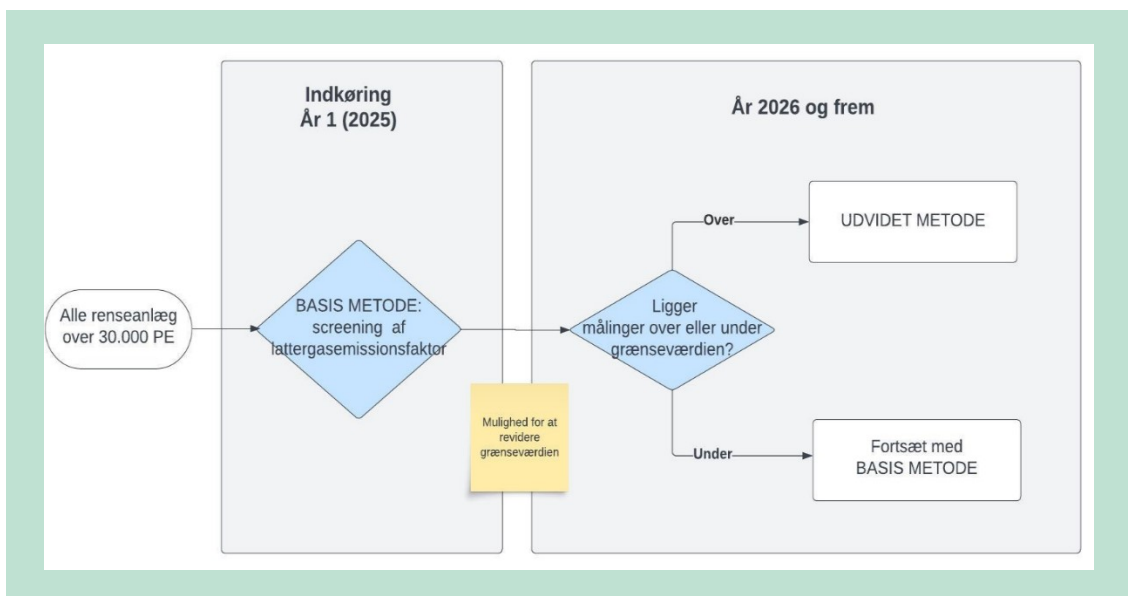 Indkøring
År 1 (2025)
År 2026 og frem
Alle renseanlæg
over 30.000 PE
BASIS METODE:
screening af
lattergasemissionsfaktor
Mulighed for at
revidere
grænseværdien
Ligger
målinger over eller under
grænseværdien?
Over
UDVIDET METODE
Under
Fortsæt med
BASIS METODE